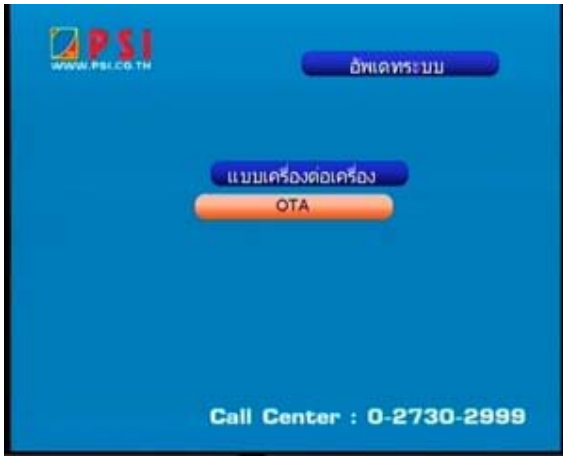 PSI
WWW.PSI.CO.TH
อัพเดทระบบ
แบบเครื่องต่อเครื่อง
OTA
Call Center : 0-2730-2999